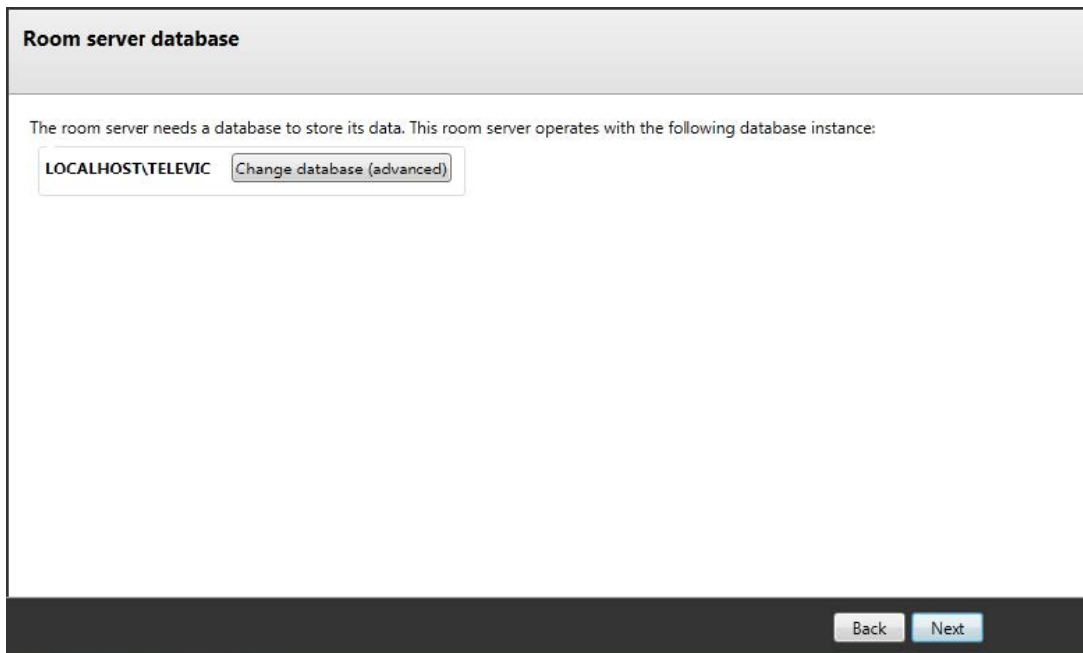 Room server database
The room server needs a database to store its data. This room server operates with the following database instance:
LOCALHOST\TELEVIC Change database (advanced)
Back Next